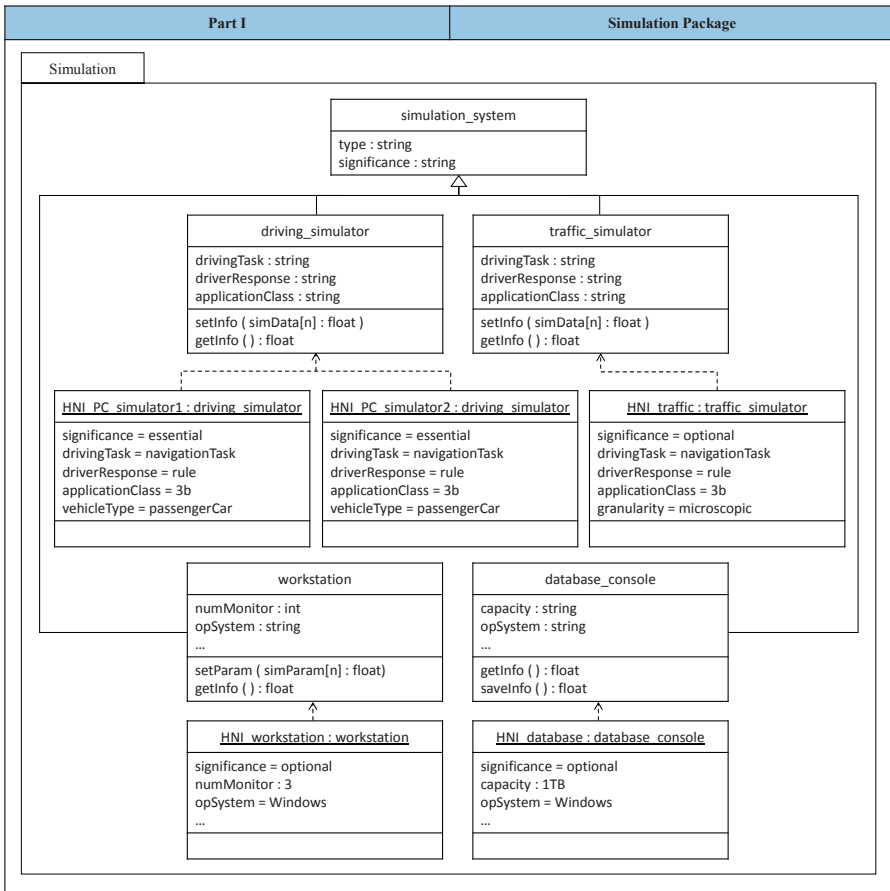 Part I
Simulation Package
Simulation
simulation_system
type : string
significance : string
driving_simulator
drivingTask : string
driverResponse : string
applicationClass : string
setInfo ( simData[n] : float )
getInfo ( ) : float
traffic_simulator
drivingTask : string
driverResponse : string
applicationClass : string
setInfo ( simData[n] : float )
getInfo ( ) : float
HNI_PC_simulator1 : driving_simulator
significance = essential
drivingTask = navigationTask
driverResponse = rule
applicationClass = 3b
vehicleType = passengerCar
HNI_PC_simulator2 : driving_simulator
significance = essential
drivingTask = navigationTask
driverResponse = rule
applicationClass = 3b
vehicleType = passengerCar
HNI_traffic : traffic_simulator
significance = optional
drivingTask = navigationTask
driverResponse = rule
applicationClass = 3b
granularity = microscopic
workstation
numMonitor : int
opSystem : string
...
setParam ( simParam[n] : float)
getInfo ( ) : float
database_console
capacity : string
opSystem : string
...
getInfo ( ) : float
saveInfo ( ) : float
HNI_workstation : workstation
significance = optional
numMonitor : 3
opSystem = Windows
...
HNI_database : database_console
significance = optional
capacity : 1TB
opSystem = Windows
...